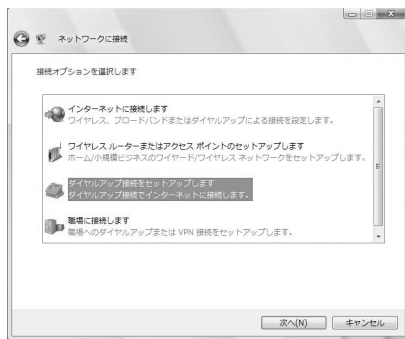 ネットワークに接続
接続オプションを選択します
インターネットに接続します
ワイヤレス、ブロードバンドまたはダイヤルアップによる接続を設定します。
ワイヤレス ルーターまたはアクセス ポイントのセットアップします
ホーム/小規模ビジネスのワイヤード/ワイヤレス ネットワークをセットアップします。
ダイヤルアップ接続をセットアップします
ダイヤルアップ接続でインターネットに接続します。
職場に接続します
職場へのダイヤルアップまたは VPN 接続をセットアップします。
次へ(N)
キャンセル